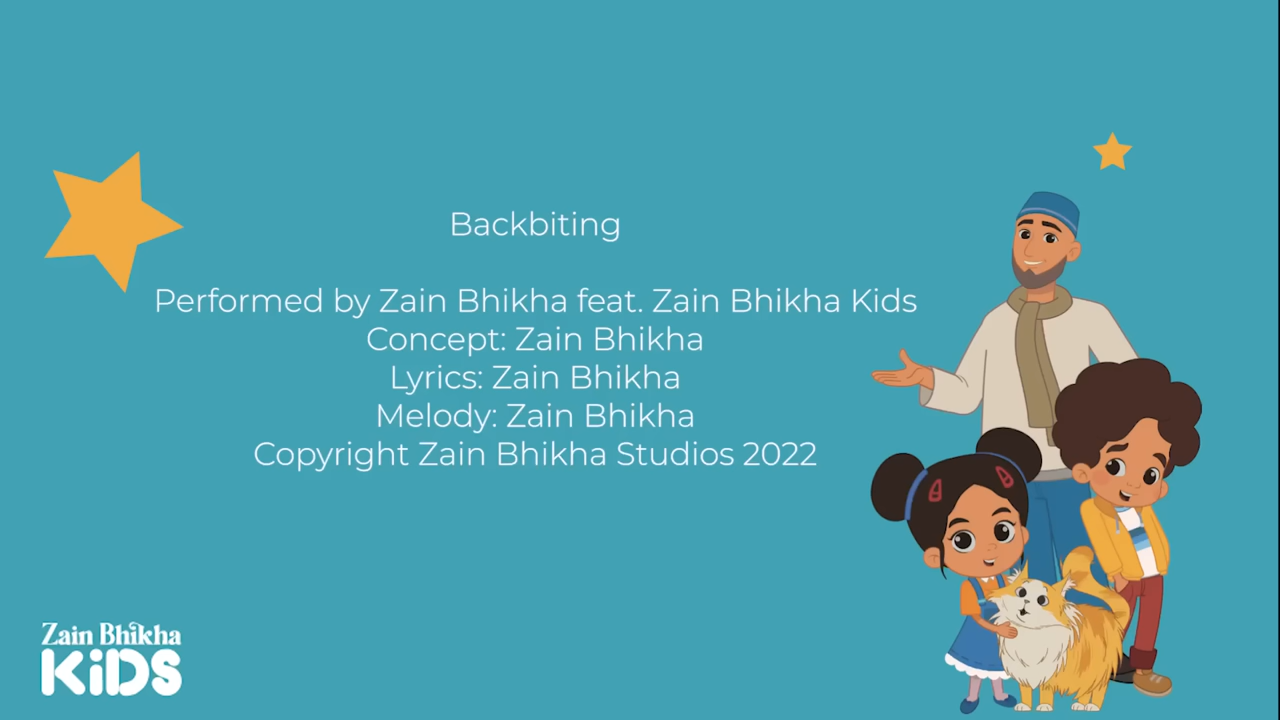 Backbiting
Performed by Zain Bhikha feat. Zain Bhikha Kids
Concept: Zain Bhikha
Lyrics: Zain Bhikha
Melody: Zain Bhikha
Copyright Zain Bhikha Studios 2022
Zain Bhikha
KiDS